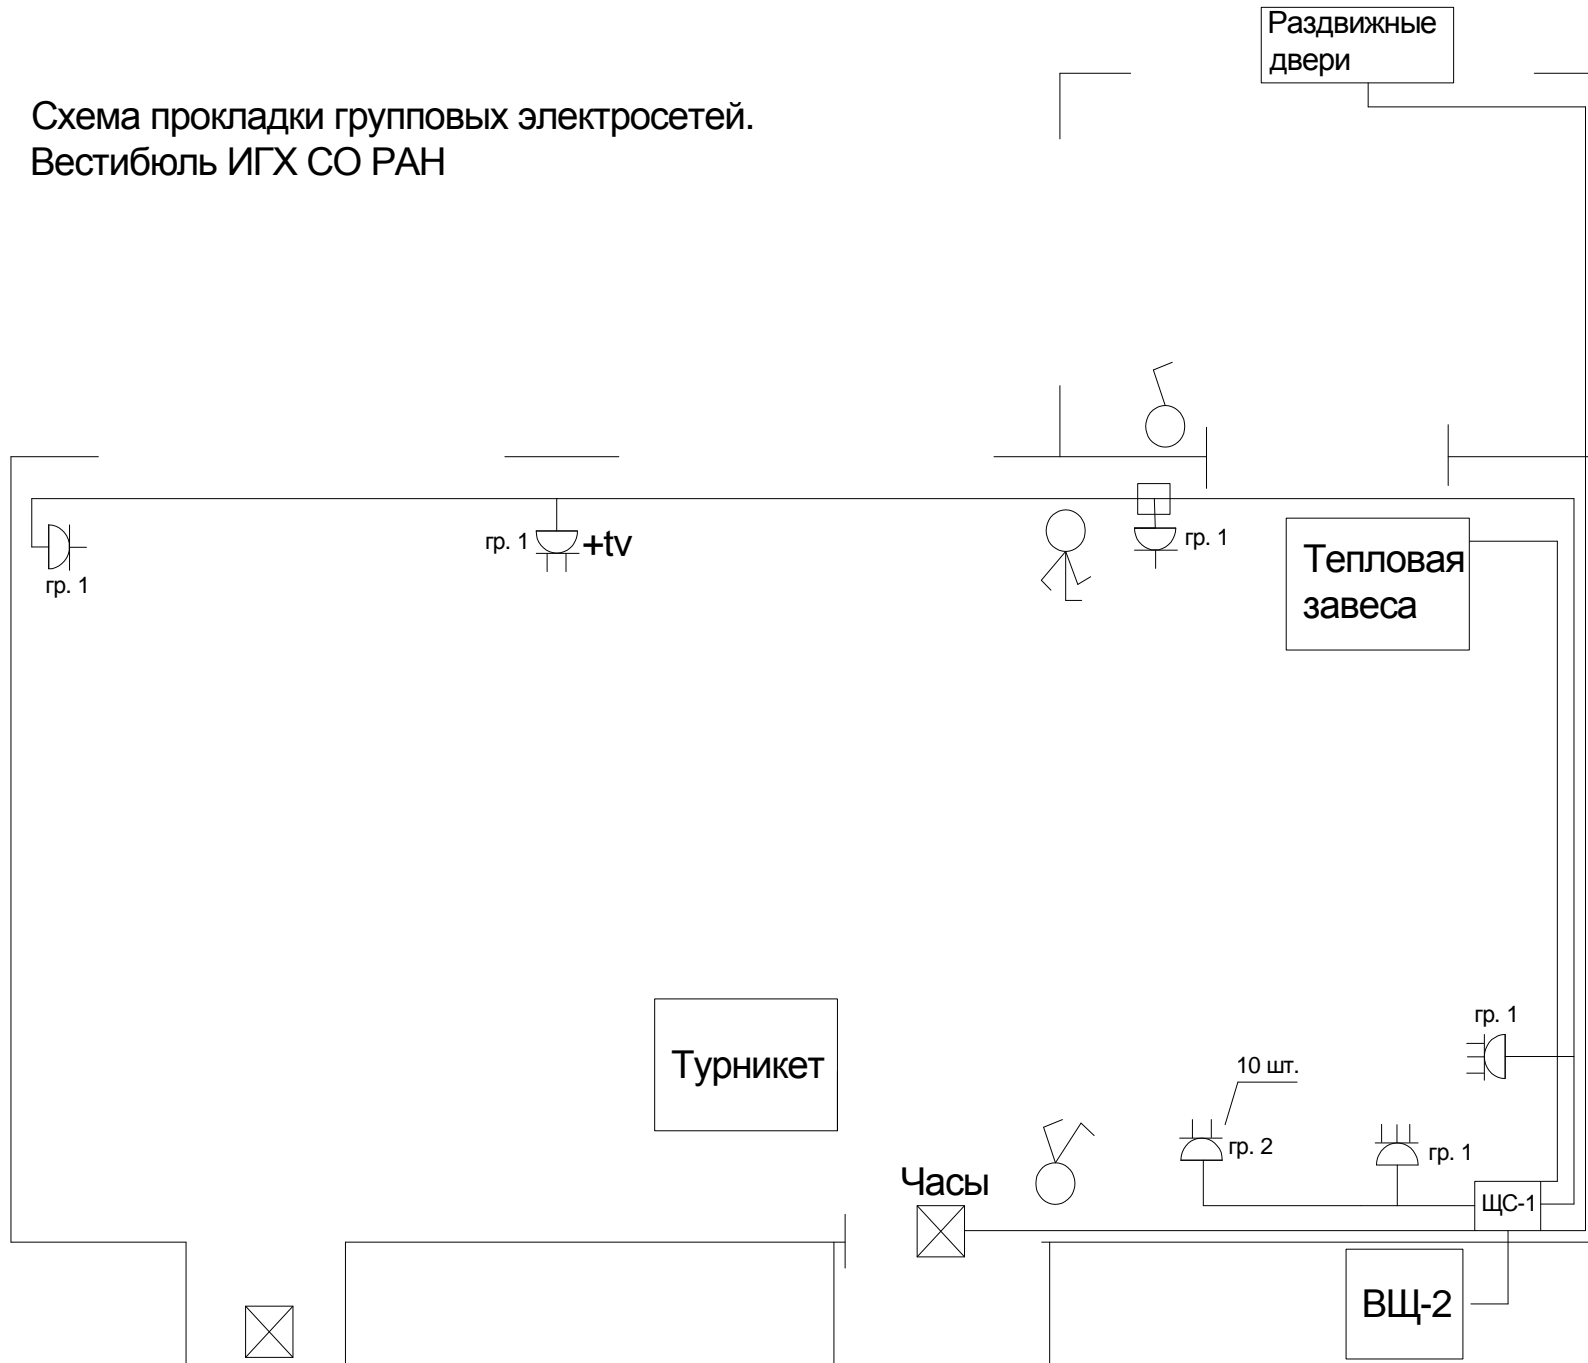 Раздвижные
двери
Схема прокладки групповых электросетей.
Вестибюль ИГХ СО РАН
гр. 1
гр. 1
+tv
гр. 1
Тепловая
завеса
Турникет
гр. 1
10 шт.
гр. 2
гр. 1
Часы
ЩС-1
ВЩ-2